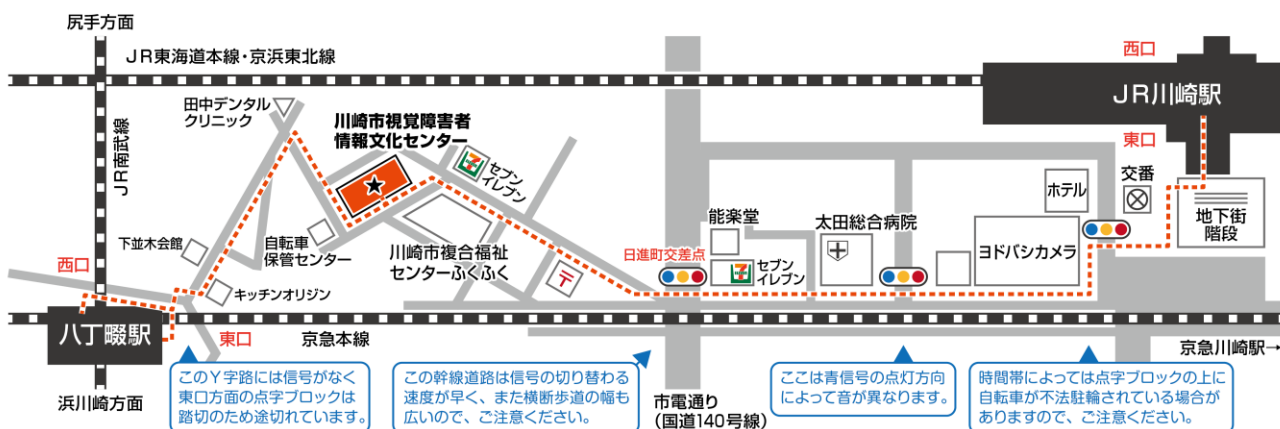 尻手方面
JR東海道本線・京浜東北線
西口
JR川崎駅
東口
田中デンタル
クリニック
川崎市視覚障害者
情報文化センター
JR南武線
7
セブン
イレブン
交番
ホテル
地下街
階段
能楽堂
太田総合病院
ヨドバシカメラ
下並木会館
自転車
保管センター
川崎市複合福祉
センターふくふく
〒
日進町交差点
7
セブン
イレブン
西口
キッチンオリジン
八丁畷駅
東口
京急本線
京急川崎駅→
このY字路には信号がなく
東口方面の点字ブロックは
踏切のため途切れています。
この幹線道路は信号の切り替わる
速度が早く、また横断歩道の幅も
広いので、ご注意ください。
ここは青信号の点灯方向
によって音が異なります。
時間帯によっては点字ブロックの上に
自転車が不法駐輪されている場合が
ありますので、ご注意ください。
浜川崎方面
市電通り
(国道140号線)